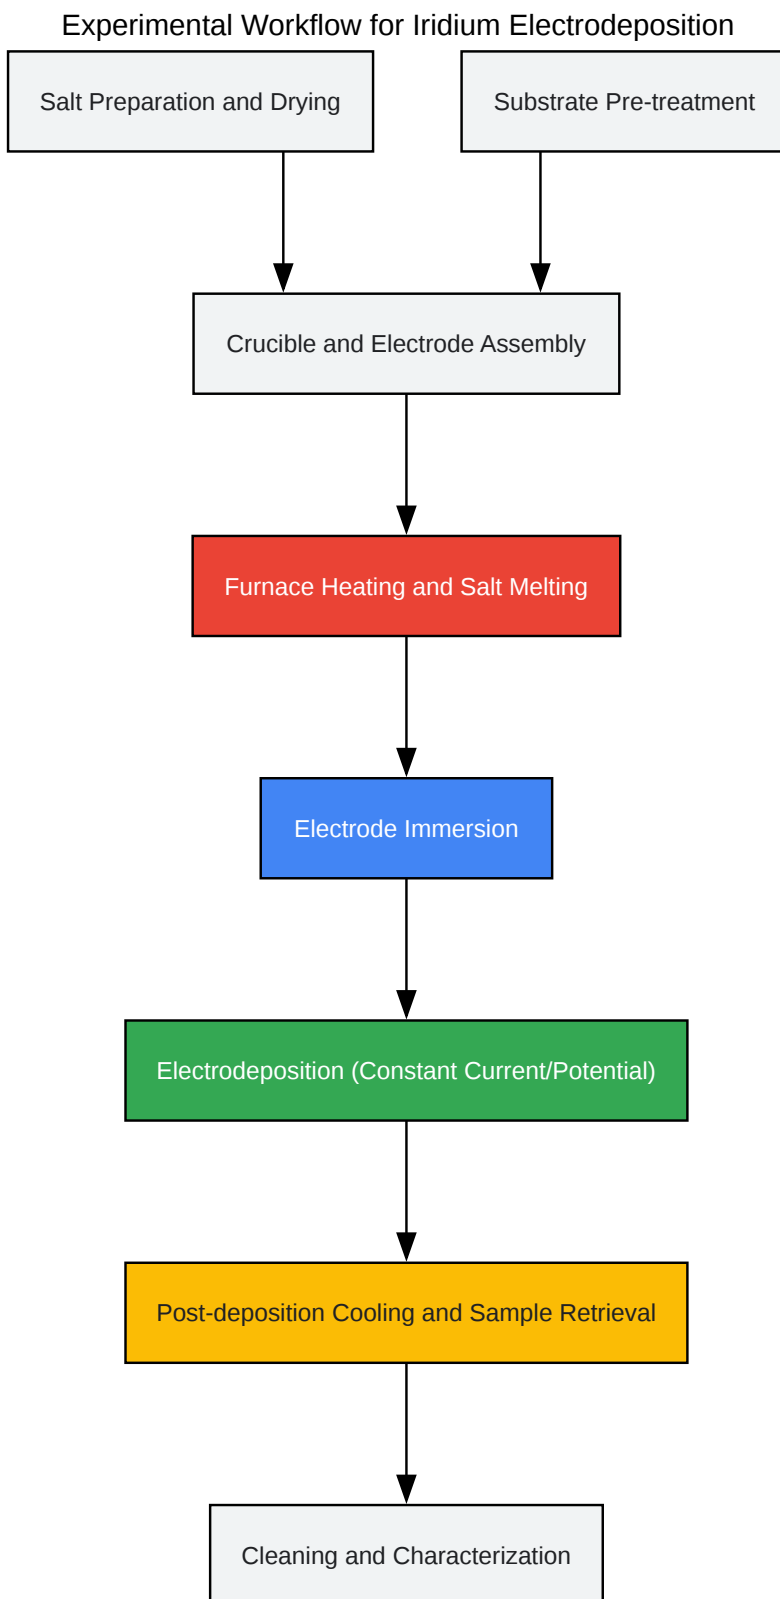 Experimental Workflow for Iridium Electrodeposition
Salt Preparation and Drying
Substrate Pre-treatment
Crucible and Electrode Assembly
Furnace Heating and Salt Melting
Electrode Immersion
Electrodeposition (Constant Current/Potential)
Post-deposition Cooling and Sample Retrieval
Cleaning and Characterization